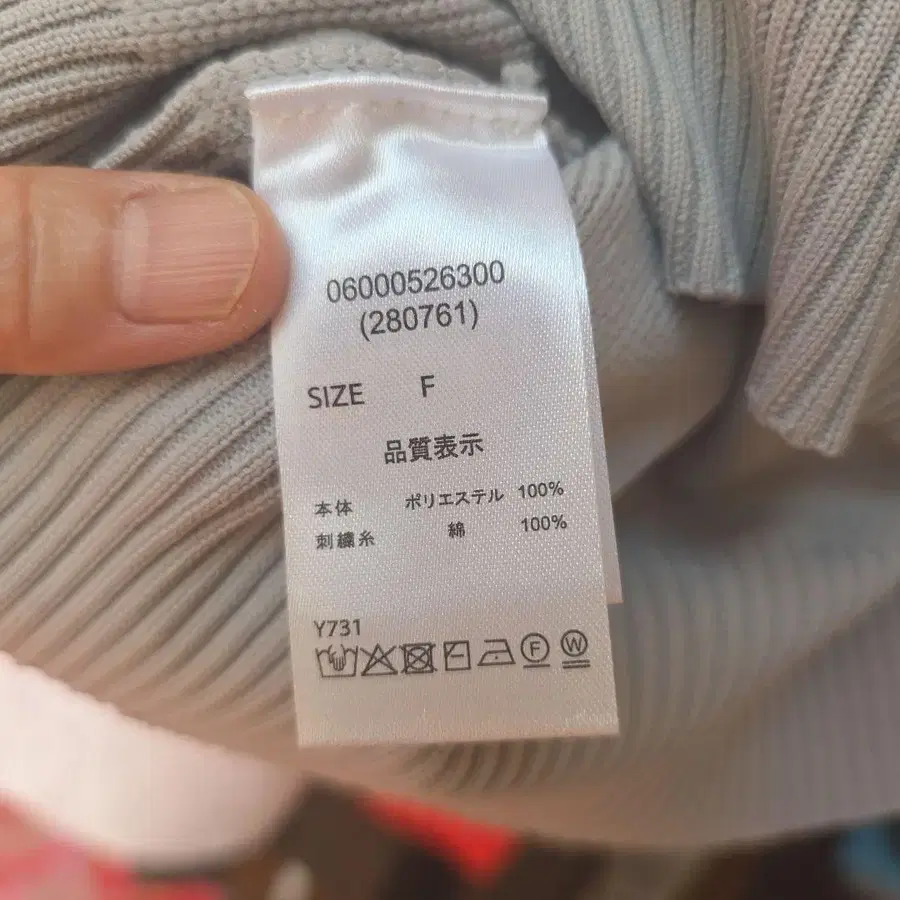 06000526300
(280761)
SIZE F
品質表示
本体 ポリエステル 100%
刺繍糸 綿 100%
Y731
F W